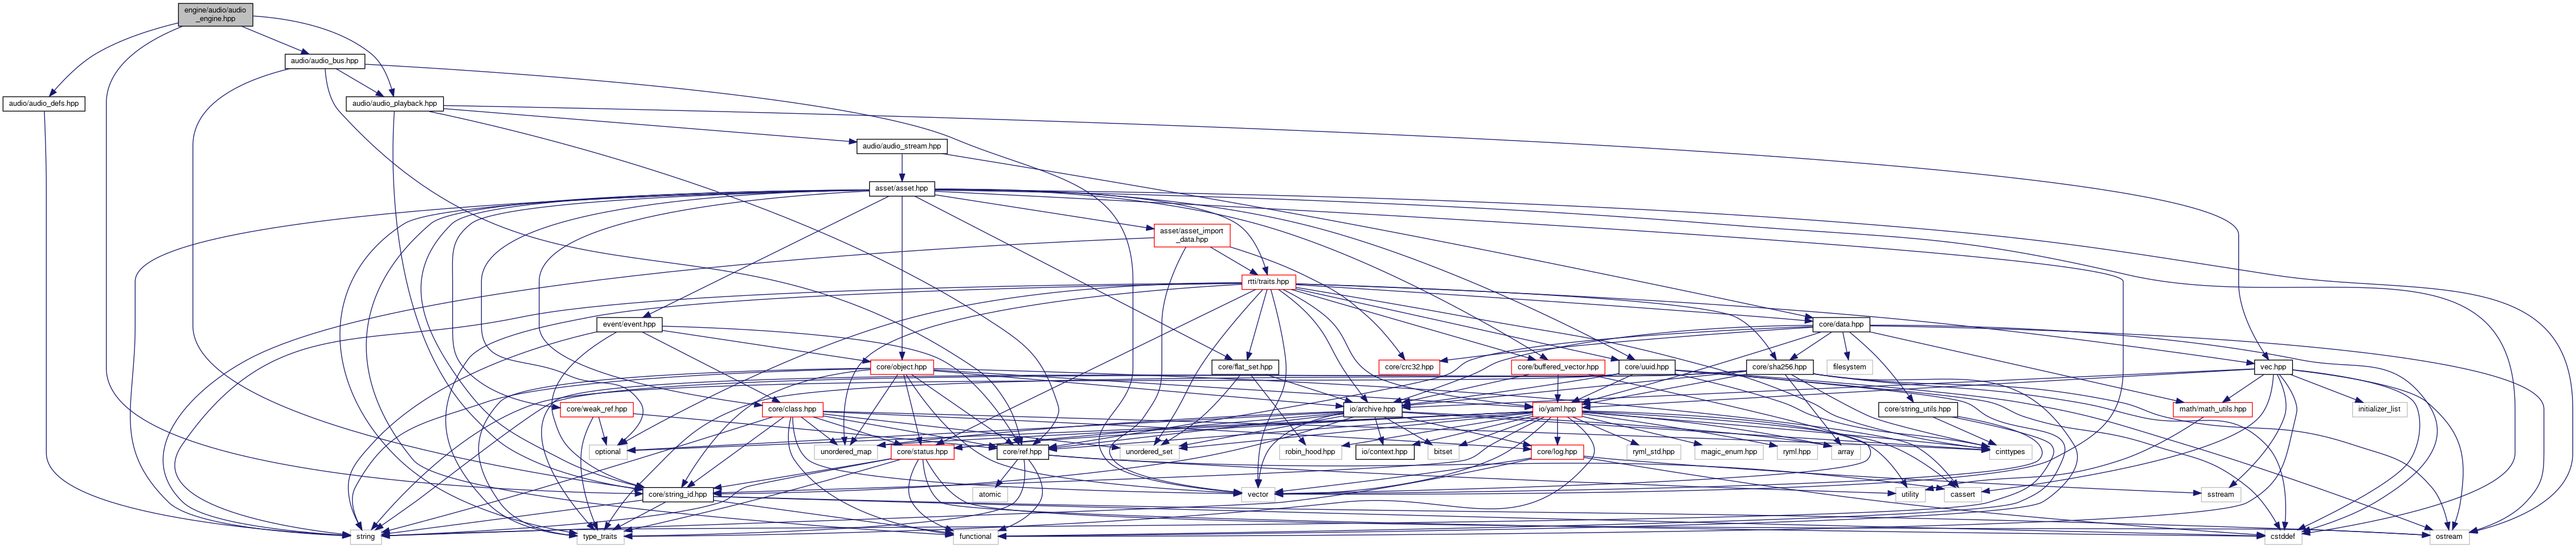 engine/audio/audio
_engine.hpp
audio/audio_bus.hpp
audio/audio_defs.hpp
audio/audio_playback.hpp
audio/audio_stream.hpp
asset/asset.hpp
asset/asset_import
_data.hpp
rtti/traits.hpp
event/event.hpp
core/data.hpp
core/object.hpp
core/flat_set.hpp
core/crc32.hpp
core/buffered_vector.hpp
core/uuid.hpp
core/sha256.hpp
filesystem
vec.hpp
core/weak_ref.hpp
core/class.hpp
io/archive.hpp
io/yaml.hpp
core/string_utils.hpp
math/math_utils.hpp
initializer_list
optional
unordered_map
core/status.hpp
core/ref.hpp
unordered_set
robin_hood.hpp
io/context.hpp
bitset
core/log.hpp
ryml_std.hpp
magic_enum.hpp
ryml.hpp
array
cinttypes
core/string_id.hpp
atomic
vector
utility
cassert
sstream
string
type_traits
functional
cstddef
ostream